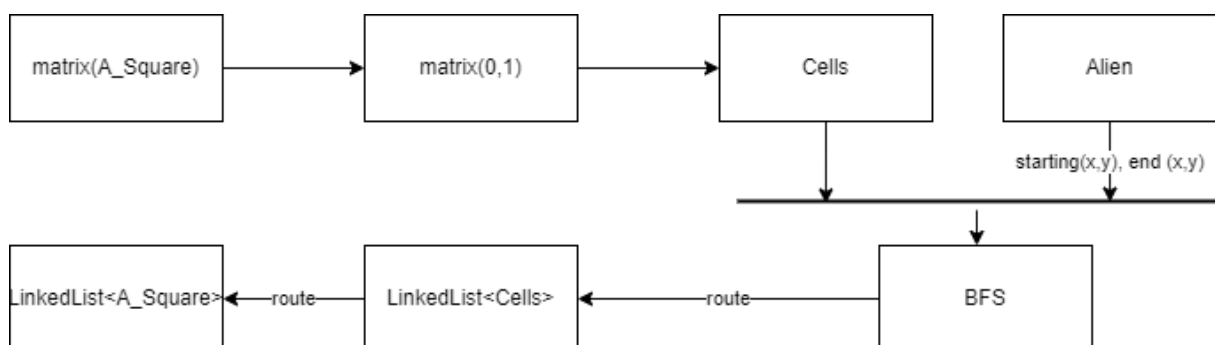 matrix(A_Square)
matrix(0,1)
Cells
Alien
starting(x,y), end (x,y)
LinkedList<A_Square>
route
LinkedList<Cells>
route
BFS